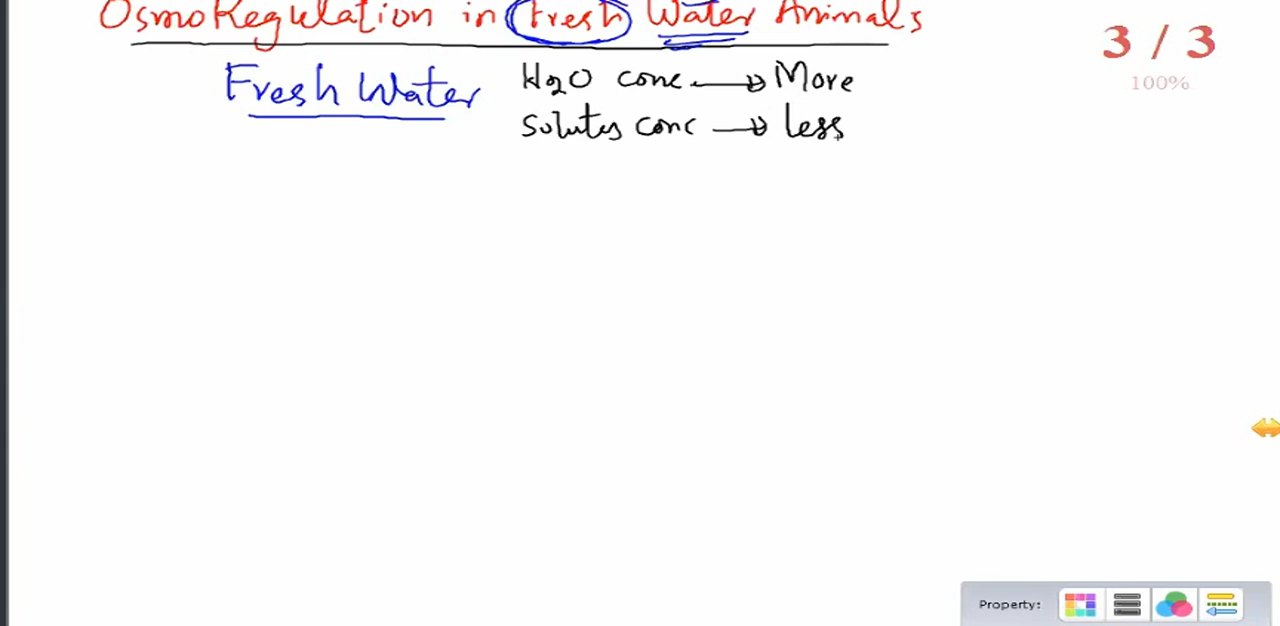 OsmoRegulation in Fresh Water Animals
3 / 3
100%
Fresh Water
H2O conc → More
Solutes conc → less
Property: